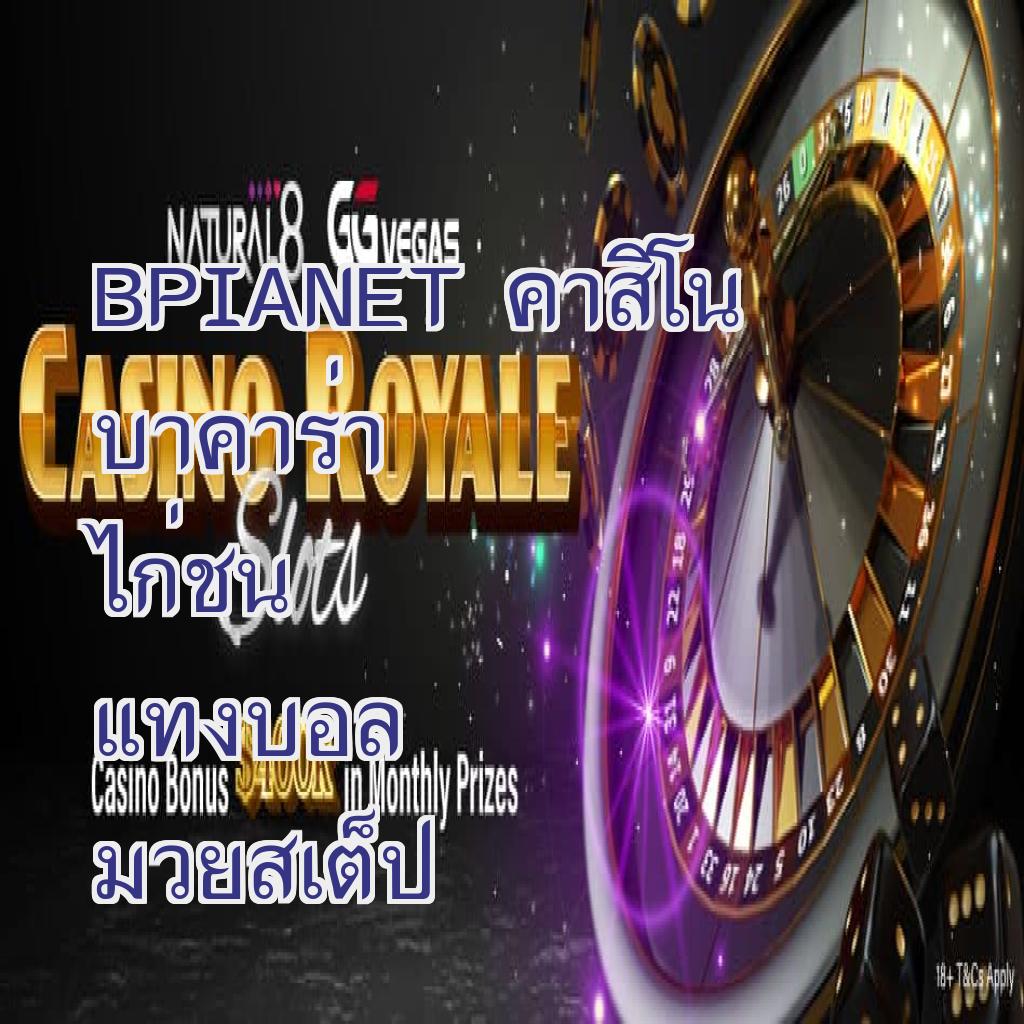 NATURAL8 GGVEGAS
BPIANET คาสิโน
CASINO ROYALE
บาคาร่า
Slots
ไก่ชน
แทงบอล
Casino Bonus $400K in Monthly Prizes
มวยสเต็ป
18+ T&Cs Apply